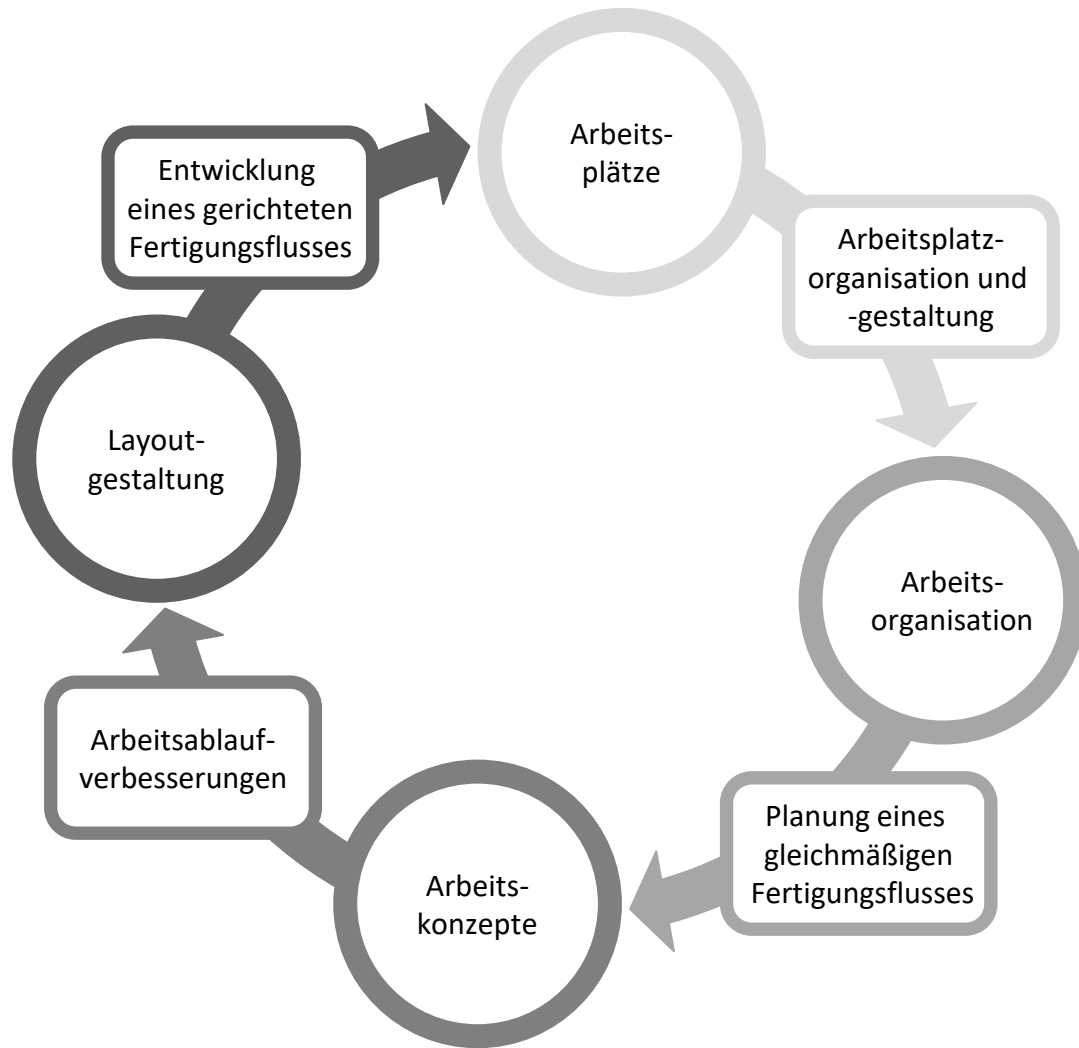 Arbeits-
plätze
Arbeitsplatz-
organisation und
-gestaltung
Arbeits-
organisation
Planung eines
gleichmäßigen
Fertigungsflusses
Arbeits-
konzepte
Arbeitsablauf-
verbesserungen
Layout-
gestaltung
Entwicklung
eines gerichteten
Fertigungsflusses